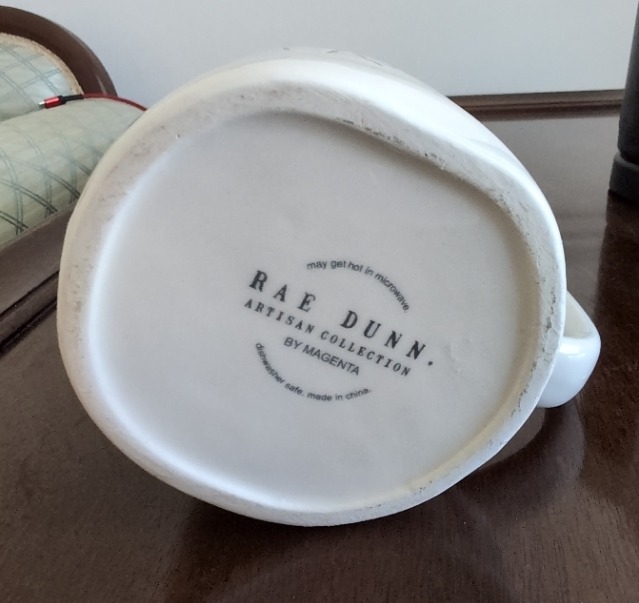 may get hot in microwave.
RAE DUNN.
ARTISAN COLLECTION
BY MAGENTA
dishwasher safe. made in china.